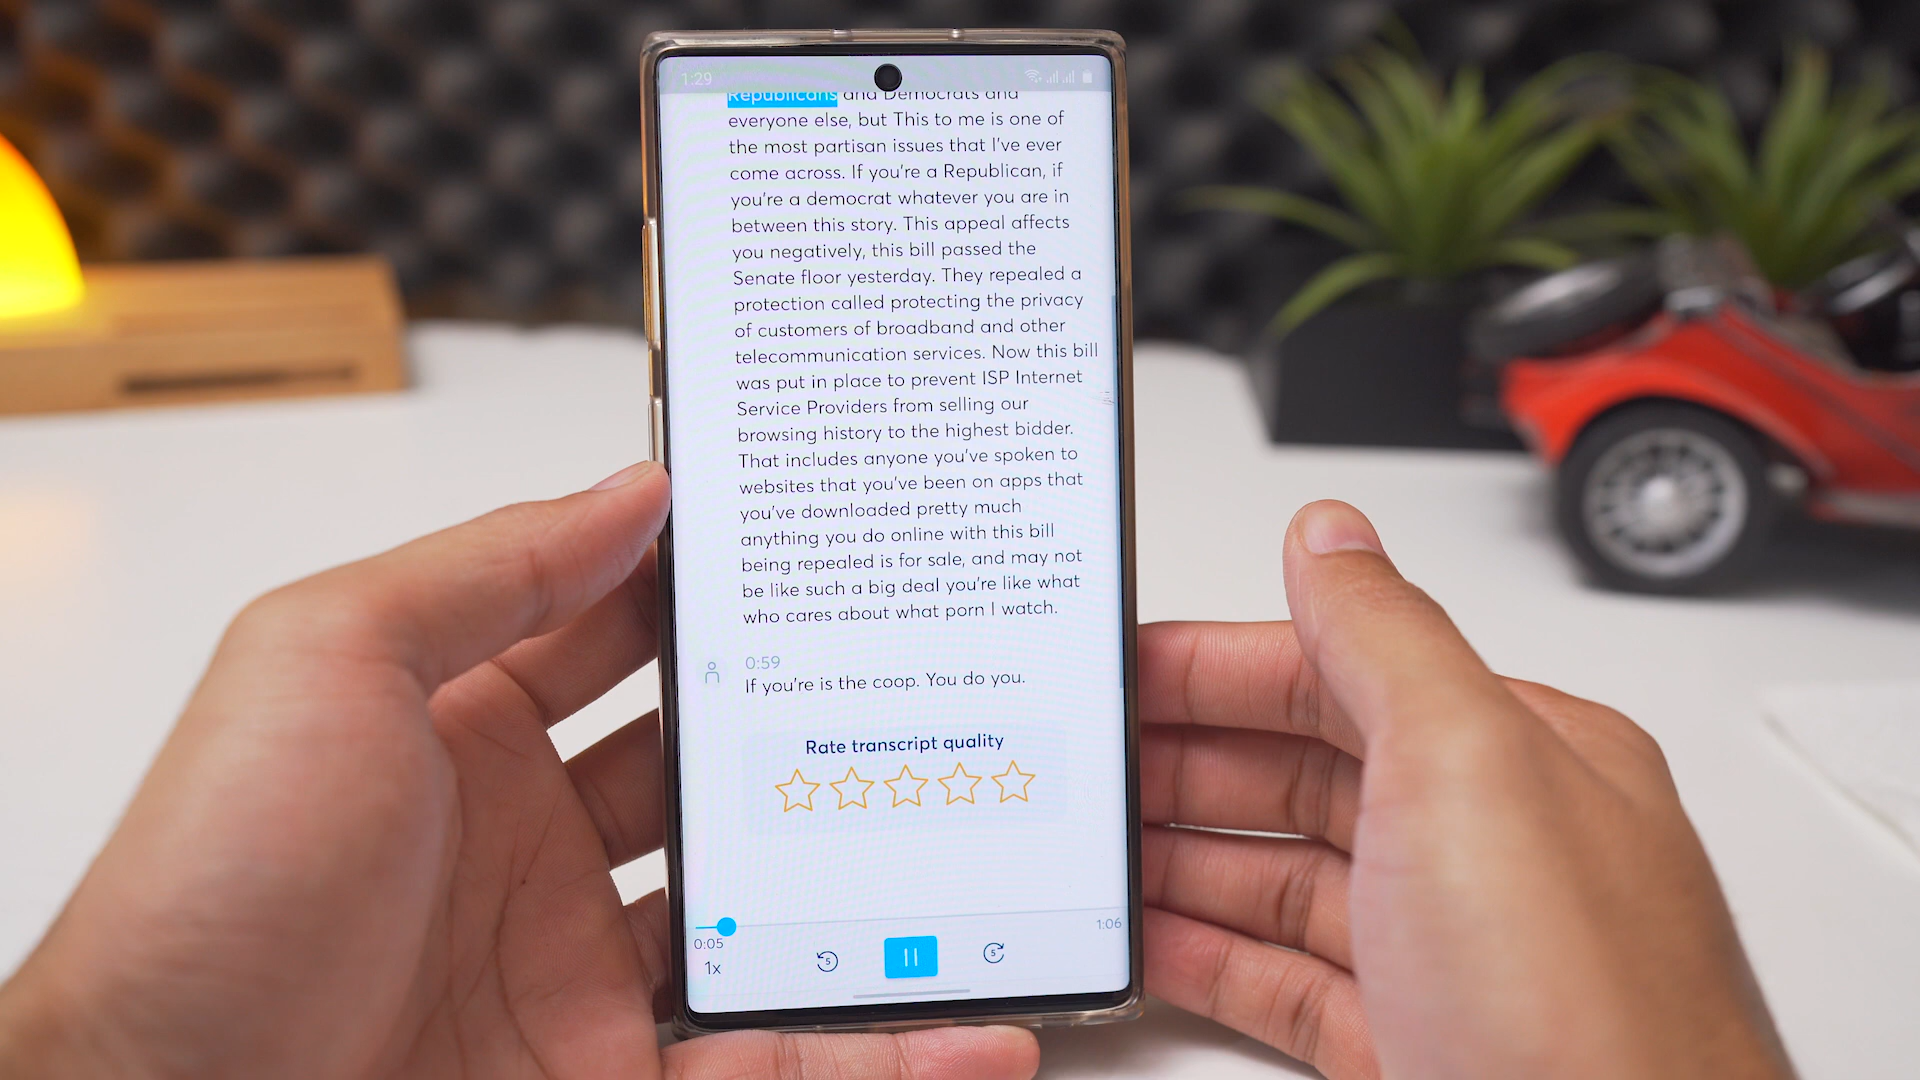 1:29
Republicans and Democrats and
everyone else, but This to me is one of
the most partisan issues that I've ever
come across. If you're a Republican, if
you're a democrat whatever you are in
between this story. This appeal affects
you negatively, this bill passed the
Senate floor yesterday. They repealed a
protection called protecting the privacy
of customers of broadband and other
telecommunication services. Now this bill
was put in place to prevent ISP Internet
Service Providers from selling our
browsing history to the highest bidder.
That includes anyone you've spoken to
websites that you've been on apps that
you've downloaded pretty much
anything you do online with this bill
being repealed is for sale, and may not
be like such a big deal you're like what
who cares about what porn I watch.
0:59
If you're is the coop. You do you.
Rate transcript quality
0:05
1:06
1x
5
5